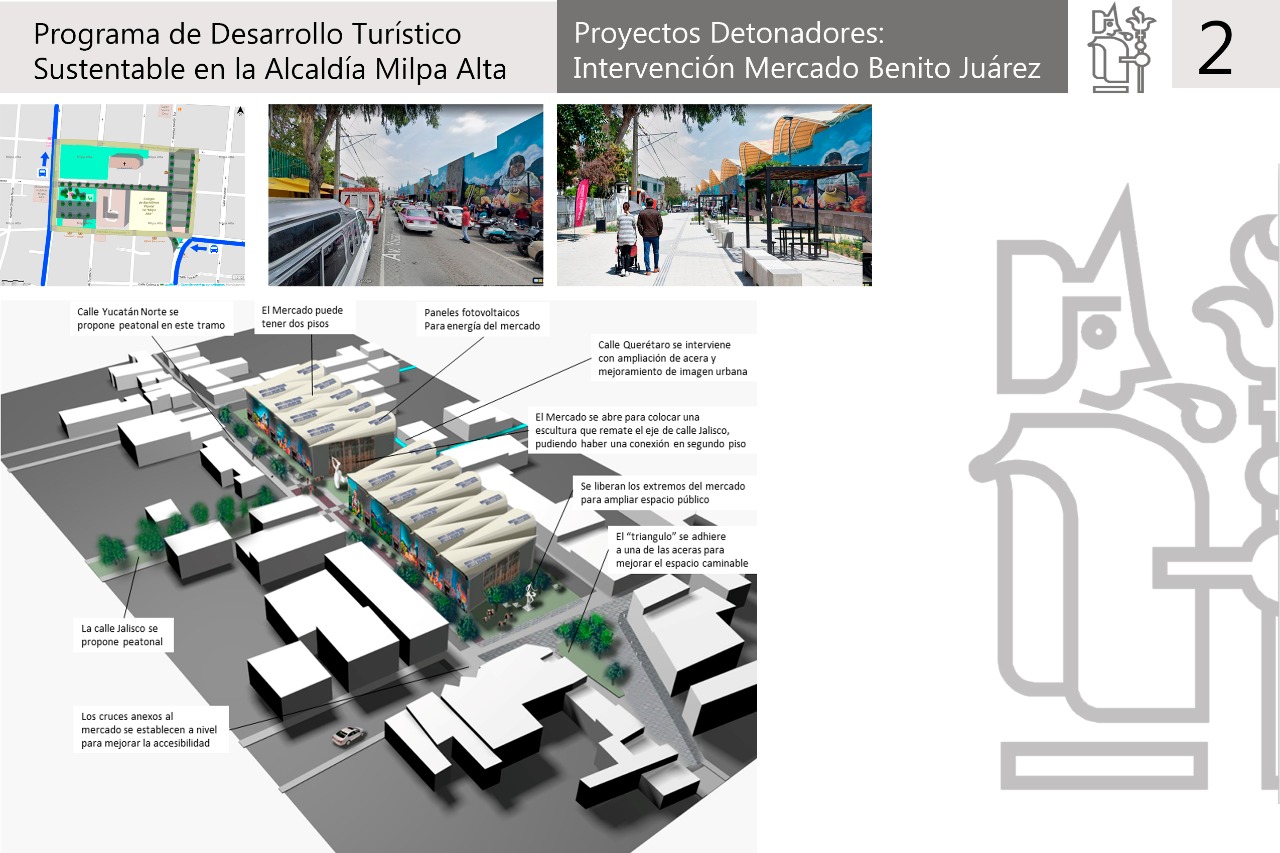 Programa de Desarrollo Turístico
Sustentable en la Alcaldía Milpa Alta
Proyectos Detonadores:
Intervención Mercado Benito Juárez
2
Calle Yucatán Norte se
propone peatonal en este tramo
El Mercado puede
tener dos pisos
Paneles fotovoltaicos
Para energía del mercado
Calle Querétaro se interviene
con ampliación de acera y
mejoramiento de imagen urbana
El Mercado se abre para colocar una
escultura que remate el eje de calle Jalisco,
pudiendo haber una conexión en segundo piso
Se liberan los extremos del mercado
para ampliar espacio público
El “triangulo” se adhiere
a una de las aceras para
mejorar el espacio caminable
La calle Jalisco se
propone peatonal
Los cruces anexos al
mercado se establecen a nivel
para mejorar la accesibilidad